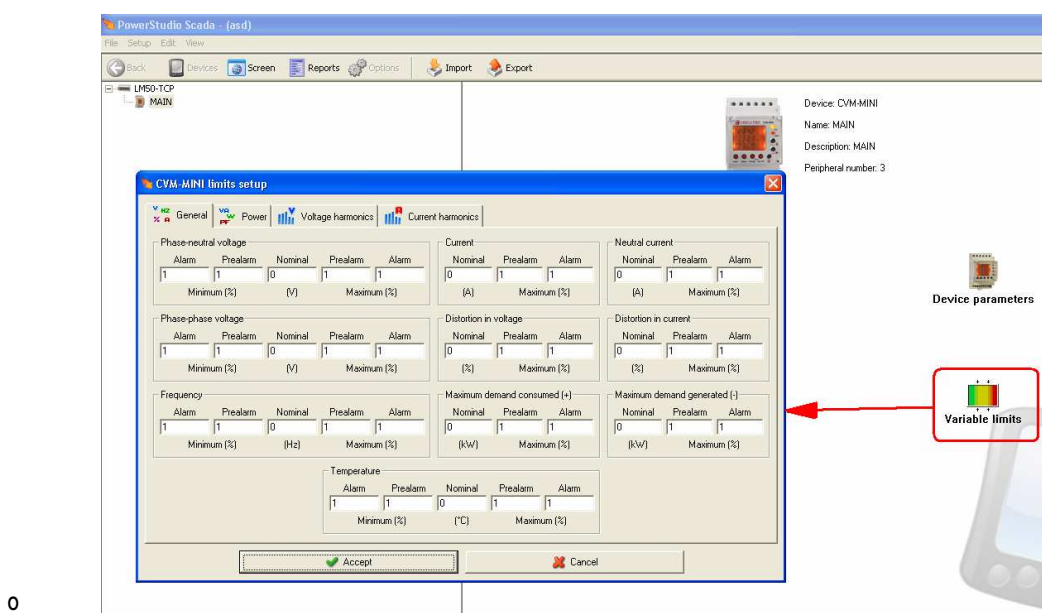 PowerStudio Scada - (asd)
File Setup Edit View
Back Devices Screen Reports Options Import Export
LM50-TCP
MAIN
Device: CVM-MINI
Name: MAIN
Description: MAIN
Peripheral number: 3
CVM-MINI limits setup
General Power Voltage harmonics Current harmonics
Phase-neutral voltage Current Neutral current
Alarm Prealarm Nominal Prealarm Alarm Nominal Prealarm Alarm Nominal Prealarm Alarm
1 1 0 1 1 0 1 1 0 1 1
Minimum (%) (V) Maximum (%) (A) Maximum (%) (A) Maximum (%)
Phase-phase voltage Distortion in voltage Distortion in current
Alarm Prealarm Nominal Prealarm Alarm Nominal Prealarm Alarm Nominal Prealarm Alarm
1 1 0 1 1 0 1 1 0 1 1
Minimum (%) (V) Maximum (%) (%) Maximum (%) (%) Maximum (%)
Frequency Maximum demand consumed (+) Maximum demand generated (-)
Alarm Prealarm Nominal Prealarm Alarm Nominal Prealarm Alarm Nominal Prealarm Alarm
1 1 0 1 1 0 1 1 0 1 1
Minimum (%) (Hz) Maximum (%) (kW) Maximum (%) (kW) Maximum (%)
Temperature
Alarm Prealarm Nominal Prealarm Alarm
1 1 0 1 1
Minimum (%) (°C) Maximum (%)
Accept Cancel
Device parameters
Variable limits
o